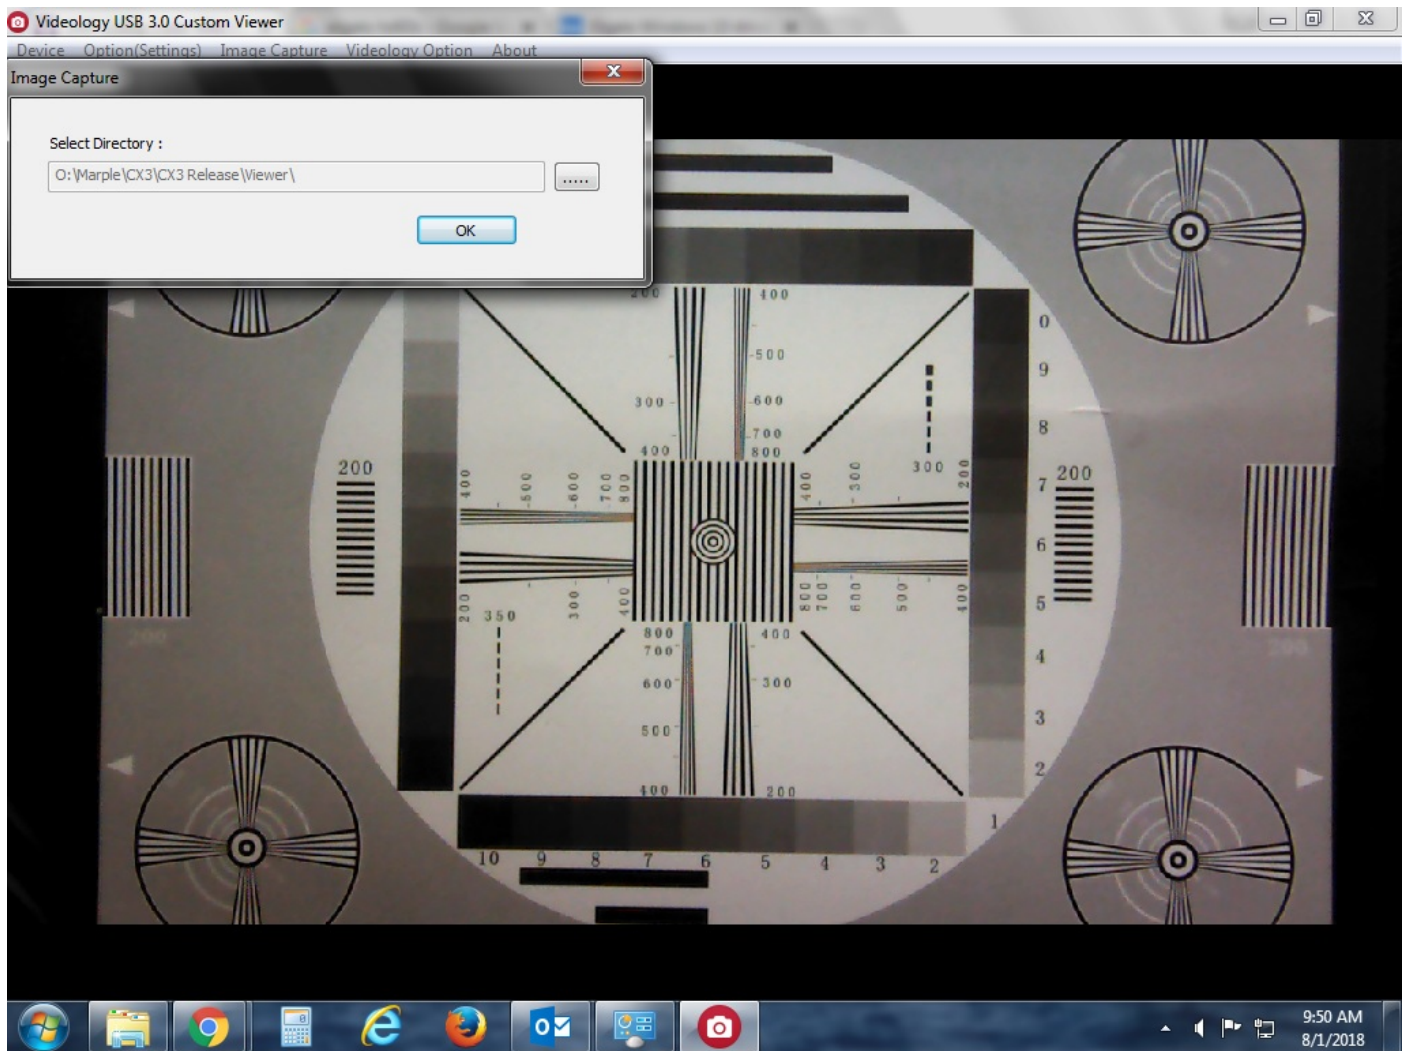 Videology USB 3.0 Custom Viewer
Device Option(Settings) Image Capture Videology Option About
Image Capture
Select Directory :
O:\Marple\CX3\CX3 Release\Viewer\
.....
OK
200 400
500
300 600
700
400 800
300
0
9
8
7
6
5
4
3
2
1
200
200
400 500 600 700 800
400 300 200
200 300 400
800 700 600 500 400
350
800 400
700
600 300
500
400 200
200
200
10 9 8 7 6 5 4 3 2
9:50 AM
8/1/2018